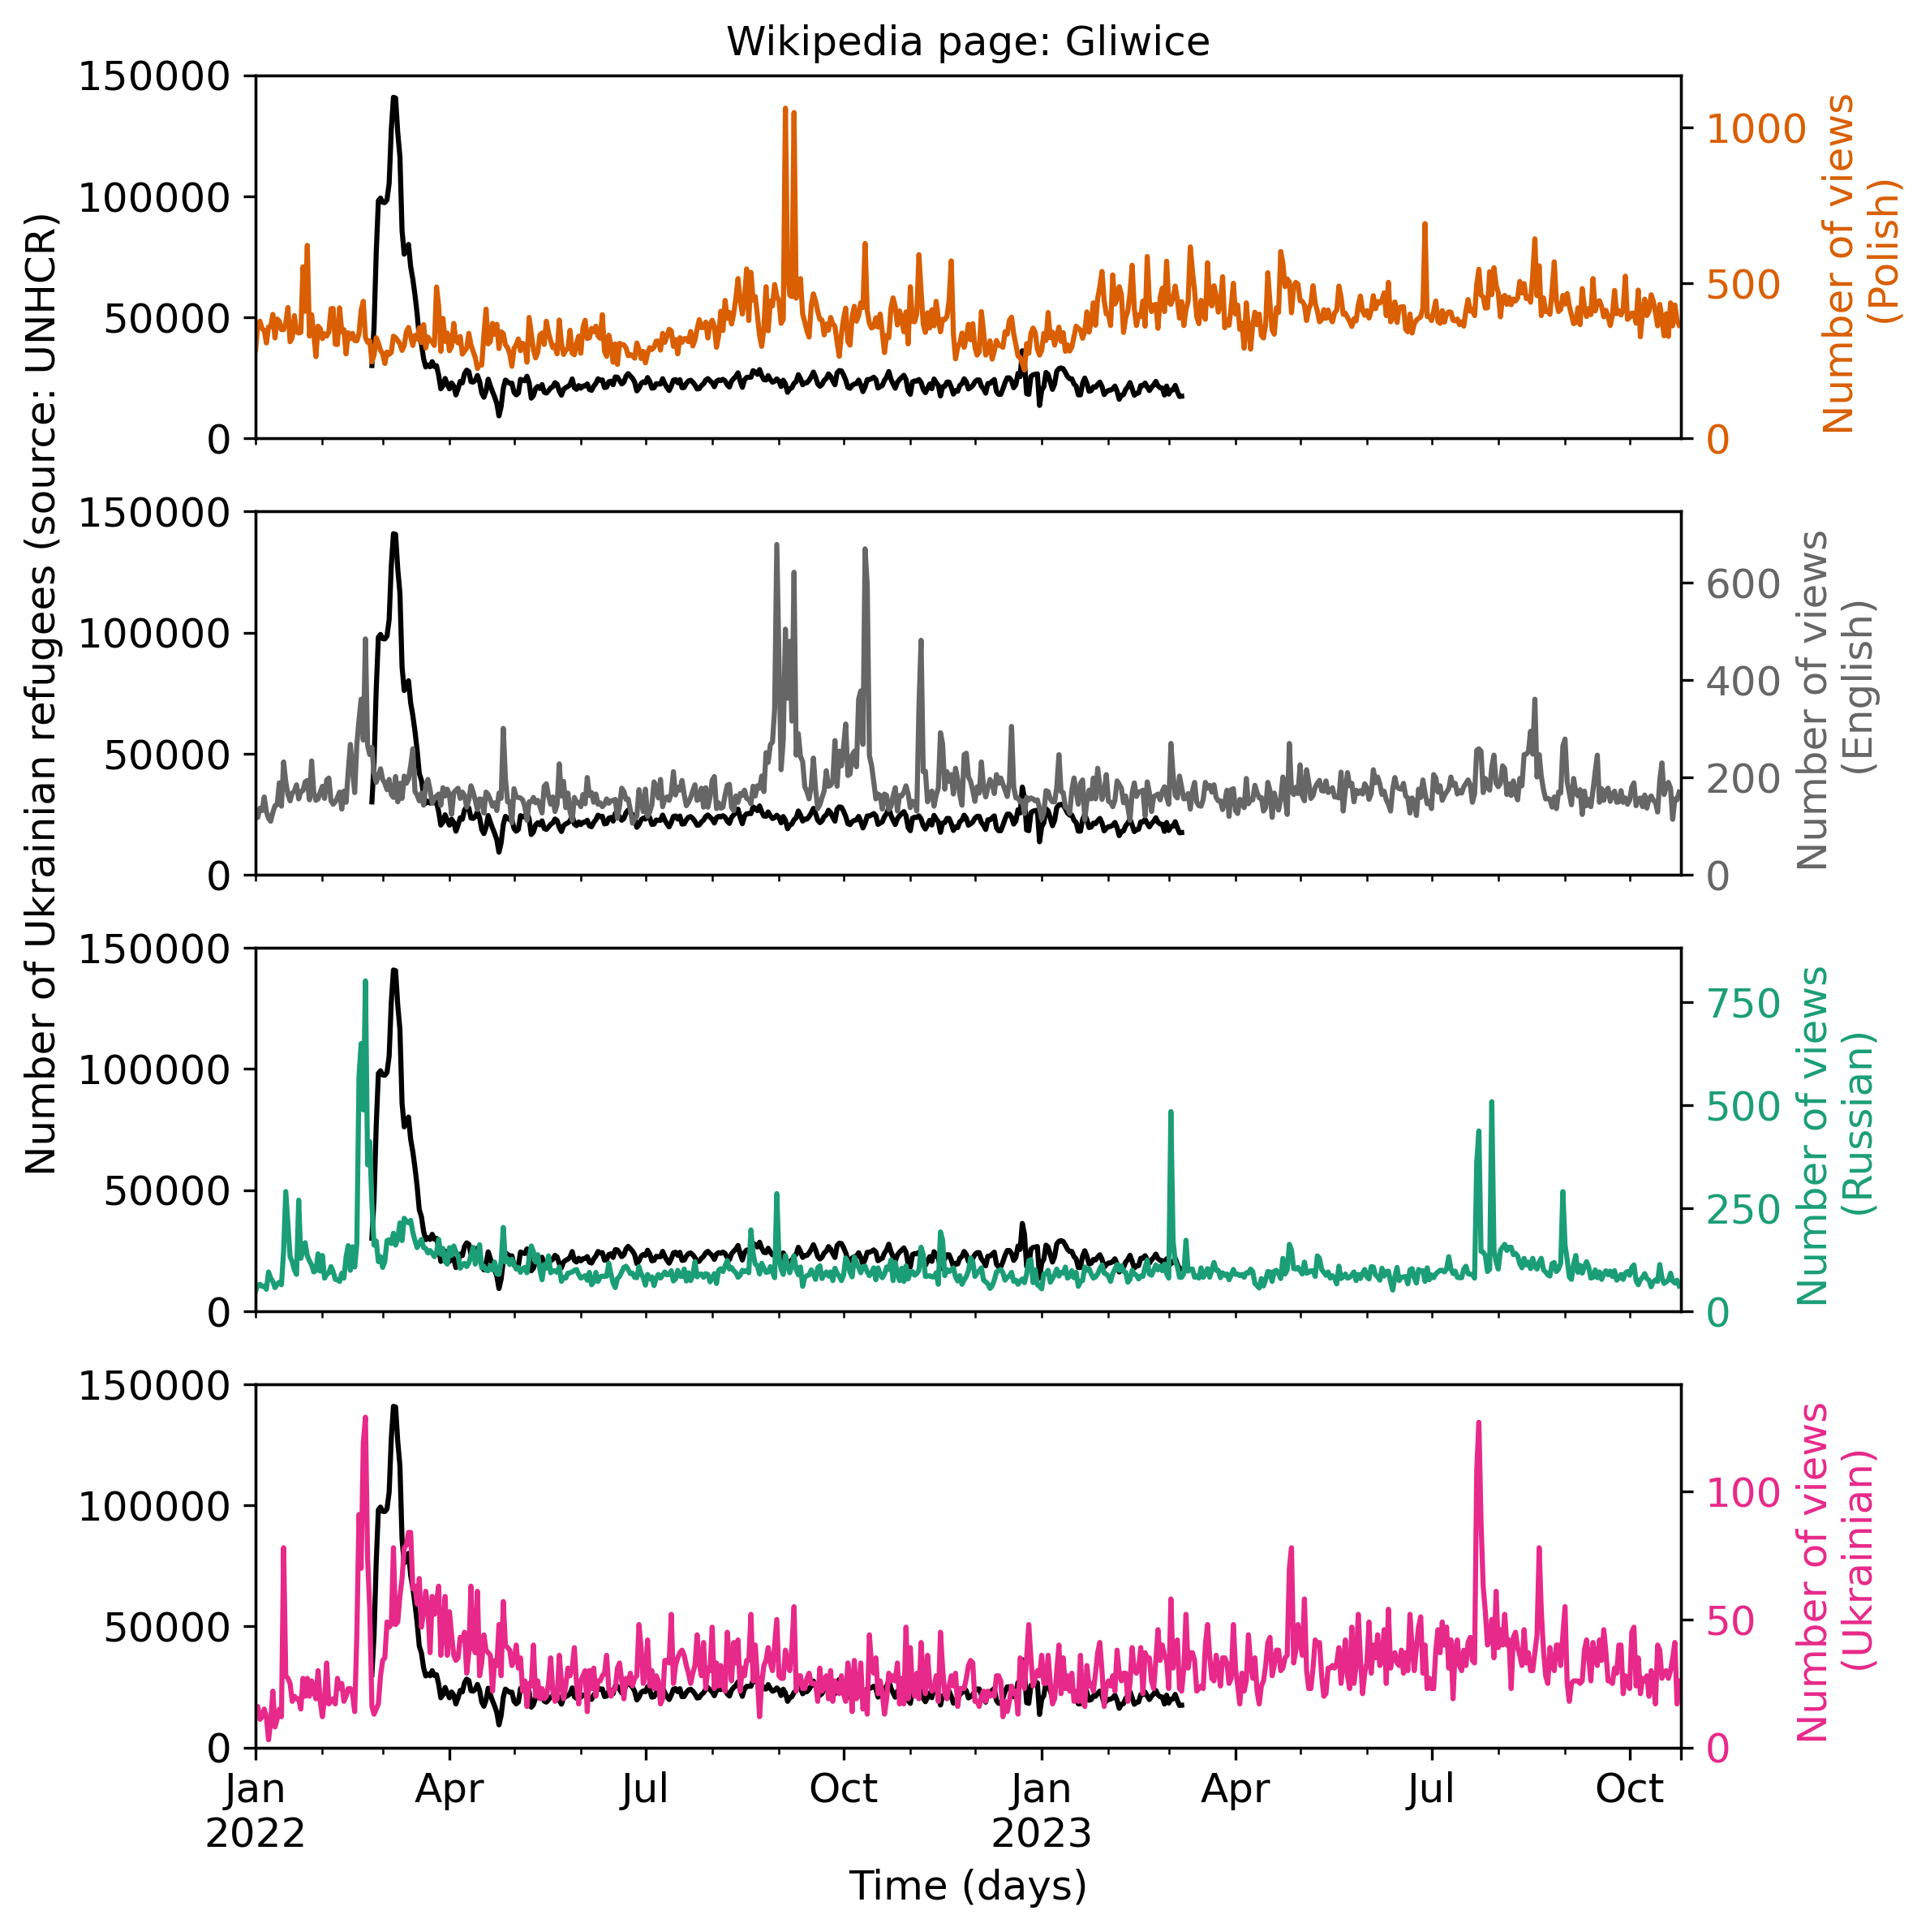 Wikipedia page: Gliwice
Number of Ukrainian refugees (source: UNHCR)
150000
100000
50000
0
1000
500
0
Number of views
(Polish)
150000
100000
50000
0
600
400
200
0
Number of views
(English)
150000
100000
50000
0
750
500
250
0
Number of views
(Russian)
150000
100000
50000
0
100
50
0
Number of views
(Ukrainian)
Jan Apr Jul Oct Jan Apr Jul Oct
2022 2023
Time (days)